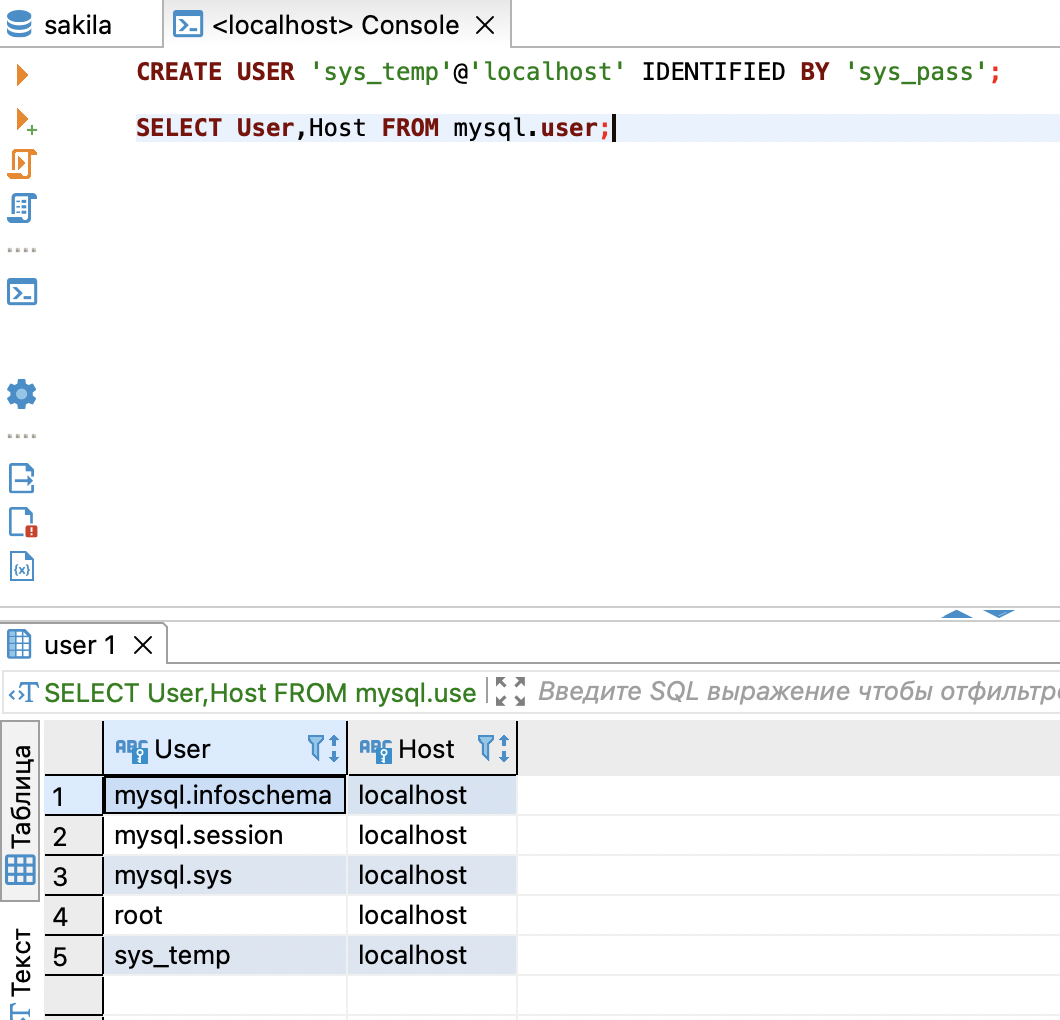 sakila
<localhost> Console
CREATE USER 'sys_temp'@'localhost' IDENTIFIED BY 'sys_pass';
SELECT User,Host FROM mysql.user;
user 1
SELECT User,Host FROM mysql.use
Введите SQL выражение чтобы отфильтро
Таблица
Текст
ABC User ABC Host
1 mysql.infoschema localhost
2 mysql.session localhost
3 mysql.sys localhost
4 root localhost
5 sys_temp localhost